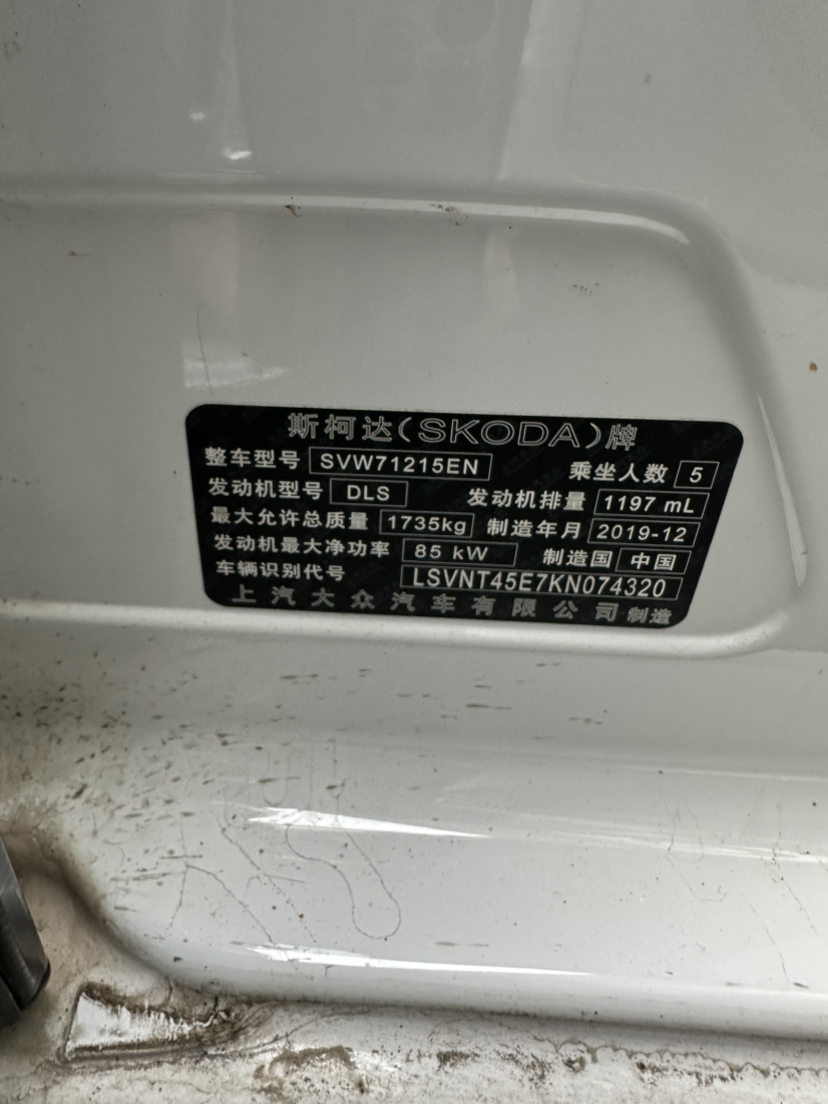 斯柯达(SKODA)牌
整车型号 SVW71215EN 乘坐人数 5
发动机型号 DLS 发动机排量 1197 mL
最大允许总质量 1735kg 制造年月 2019-12
发动机最大净功率 85 kW 制造国 中国
车辆识别代号 LSVNT45E7KN074320
上汽大众汽车有限公司 制造